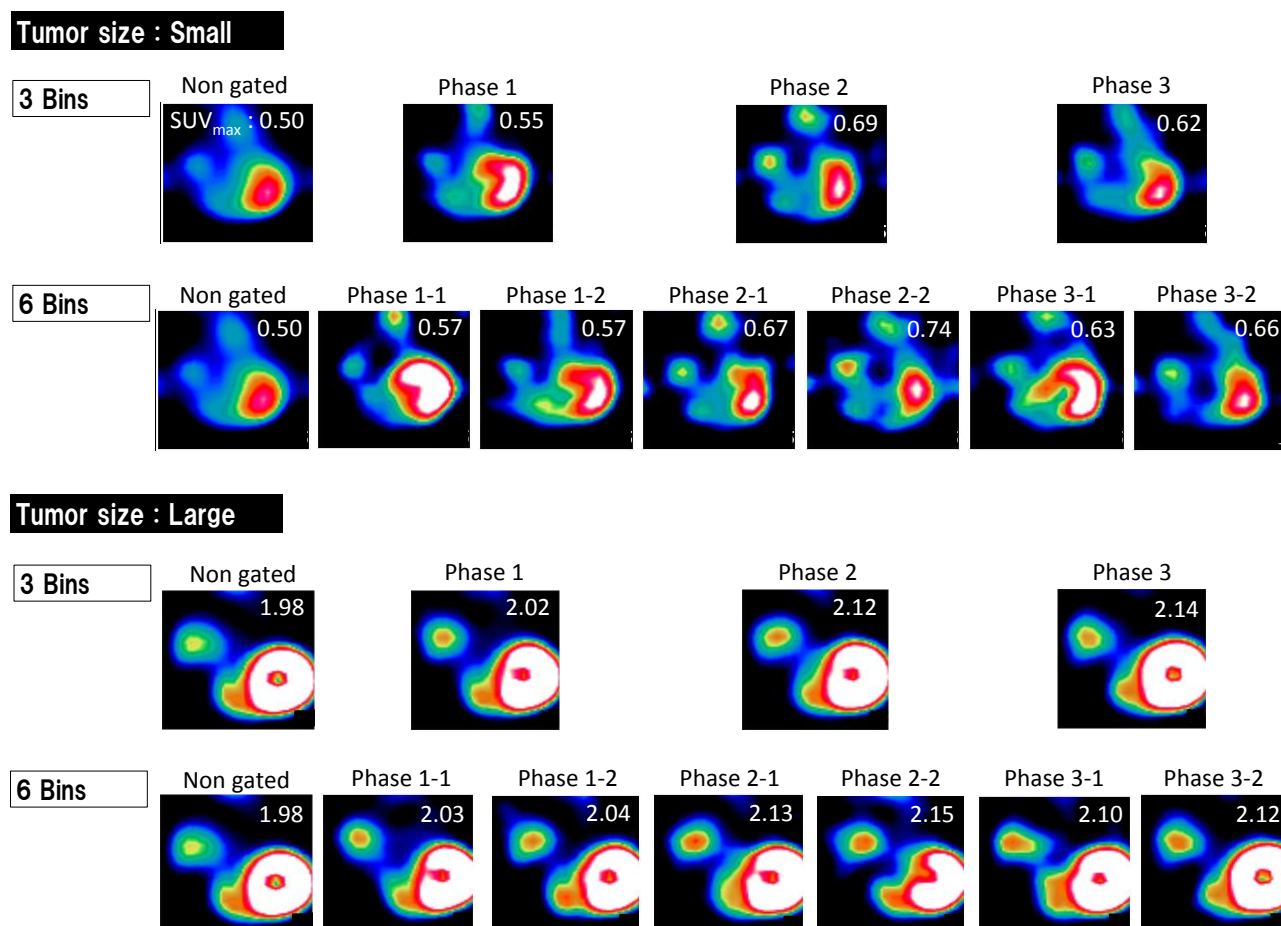 Tumor size : Small
3 Bins
Non gated Phase 1 Phase 2 Phase 3
SUVmax : 0.50 0.55 0.69 0.62
6 Bins
Non gated Phase 1-1 Phase 1-2 Phase 2-1 Phase 2-2 Phase 3-1 Phase 3-2
0.50 0.57 0.57 0.67 0.74 0.63 0.66
Tumor size : Large
3 Bins
Non gated Phase 1 Phase 2 Phase 3
1.98 2.02 2.12 2.14
6 Bins
Non gated Phase 1-1 Phase 1-2 Phase 2-1 Phase 2-2 Phase 3-1 Phase 3-2
1.98 2.03 2.04 2.13 2.15 2.10 2.12